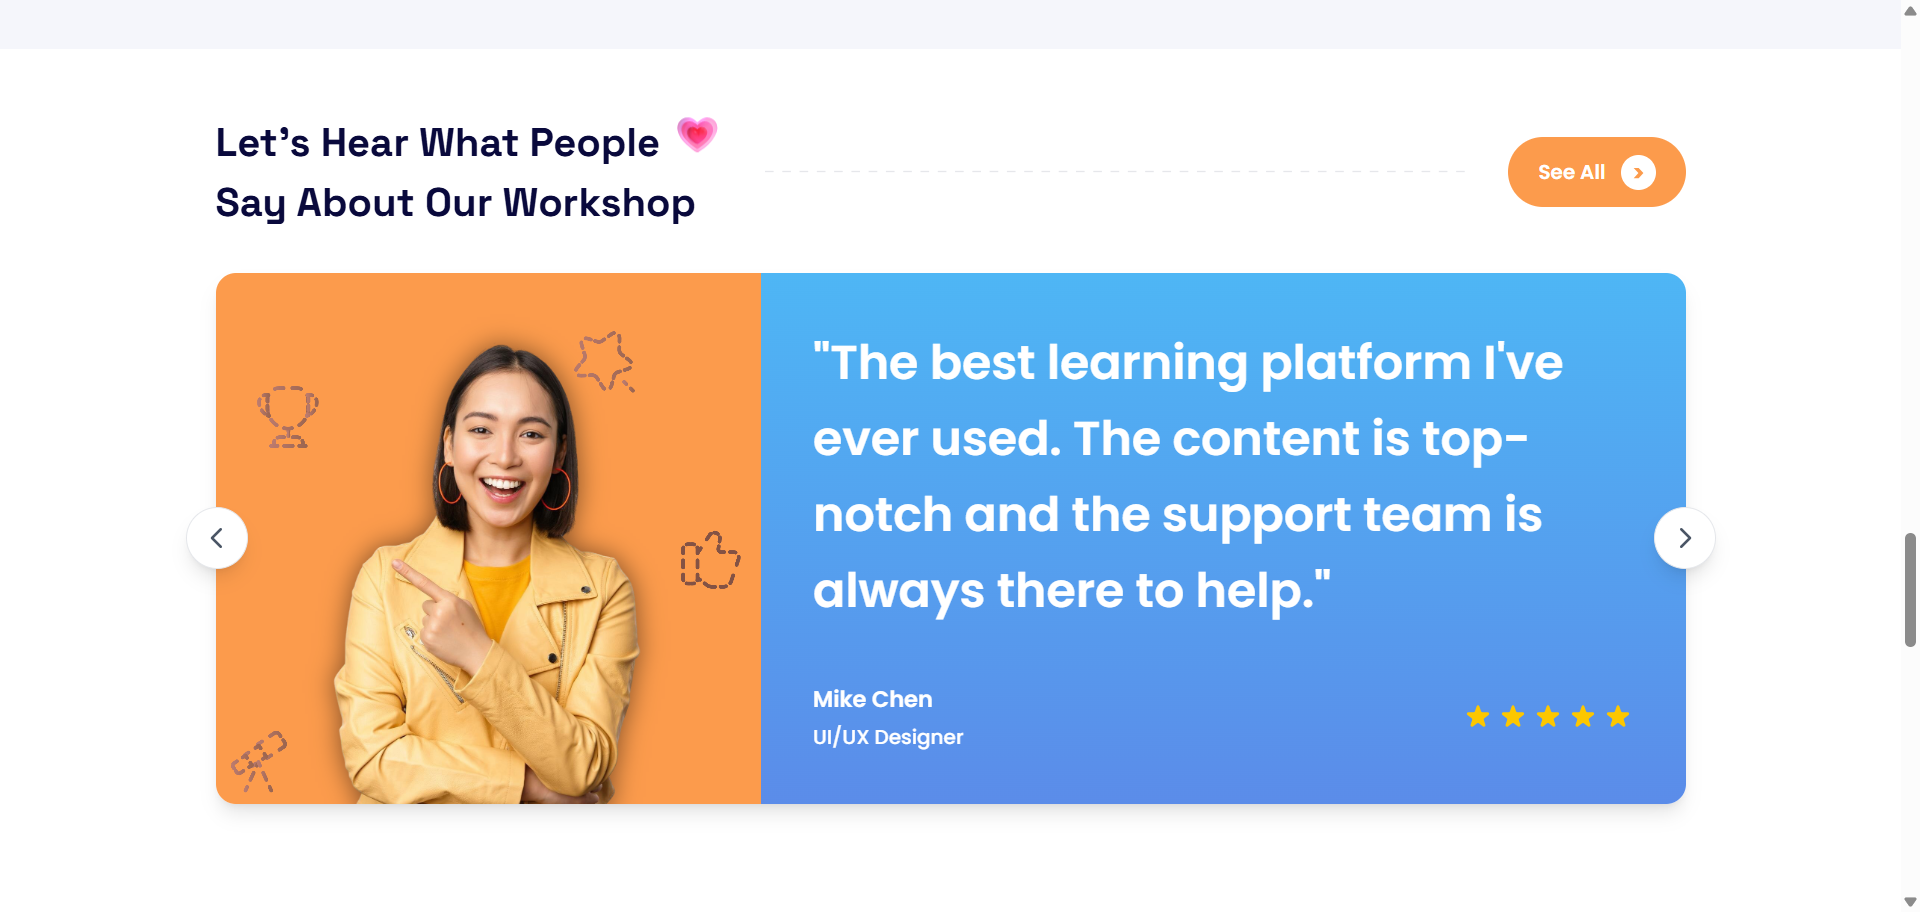 Let's Hear What People
Say About Our Workshop
See All
"The best learning platform I've
ever used. The content is top-
notch and the support team is
always there to help."
Mike Chen
UI/UX Designer